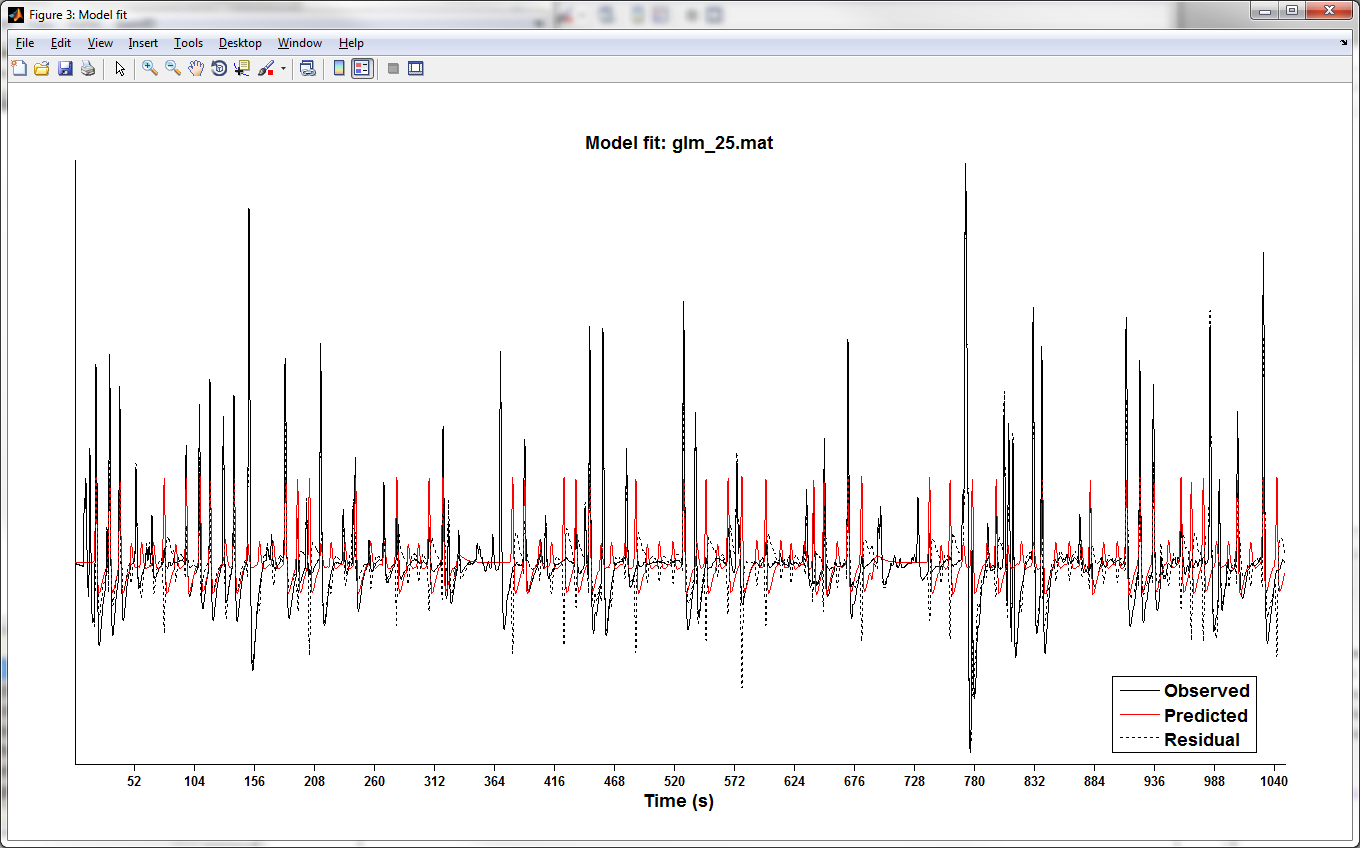 Figure 3: Model fit
File Edit View Insert Tools Desktop Window Help
Model fit: glm_25.mat
Observed
Predicted
Residual
52 104 156 208 260 312 364 416 468 520 572 624 676 728 780 832 884 936 988 1040
Time (s)